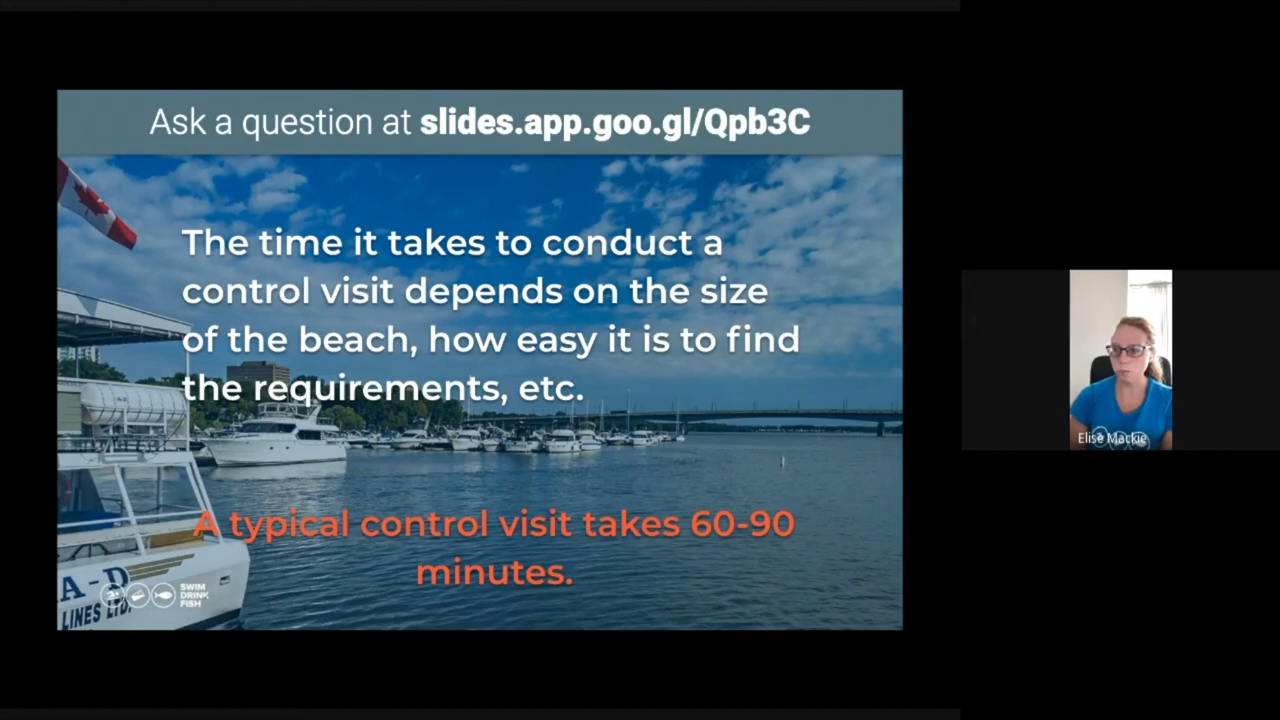 Ask a question at slides.app.goo.gl/Qpb3C
The time it takes to conduct a
control visit depends on the size
of the beach, how easy it is to find
the requirements, etc.
A typical control visit takes 60-90
minutes.
A-D
LINES LTD.
SWIM
DRINK
FISH
Elise Mackie